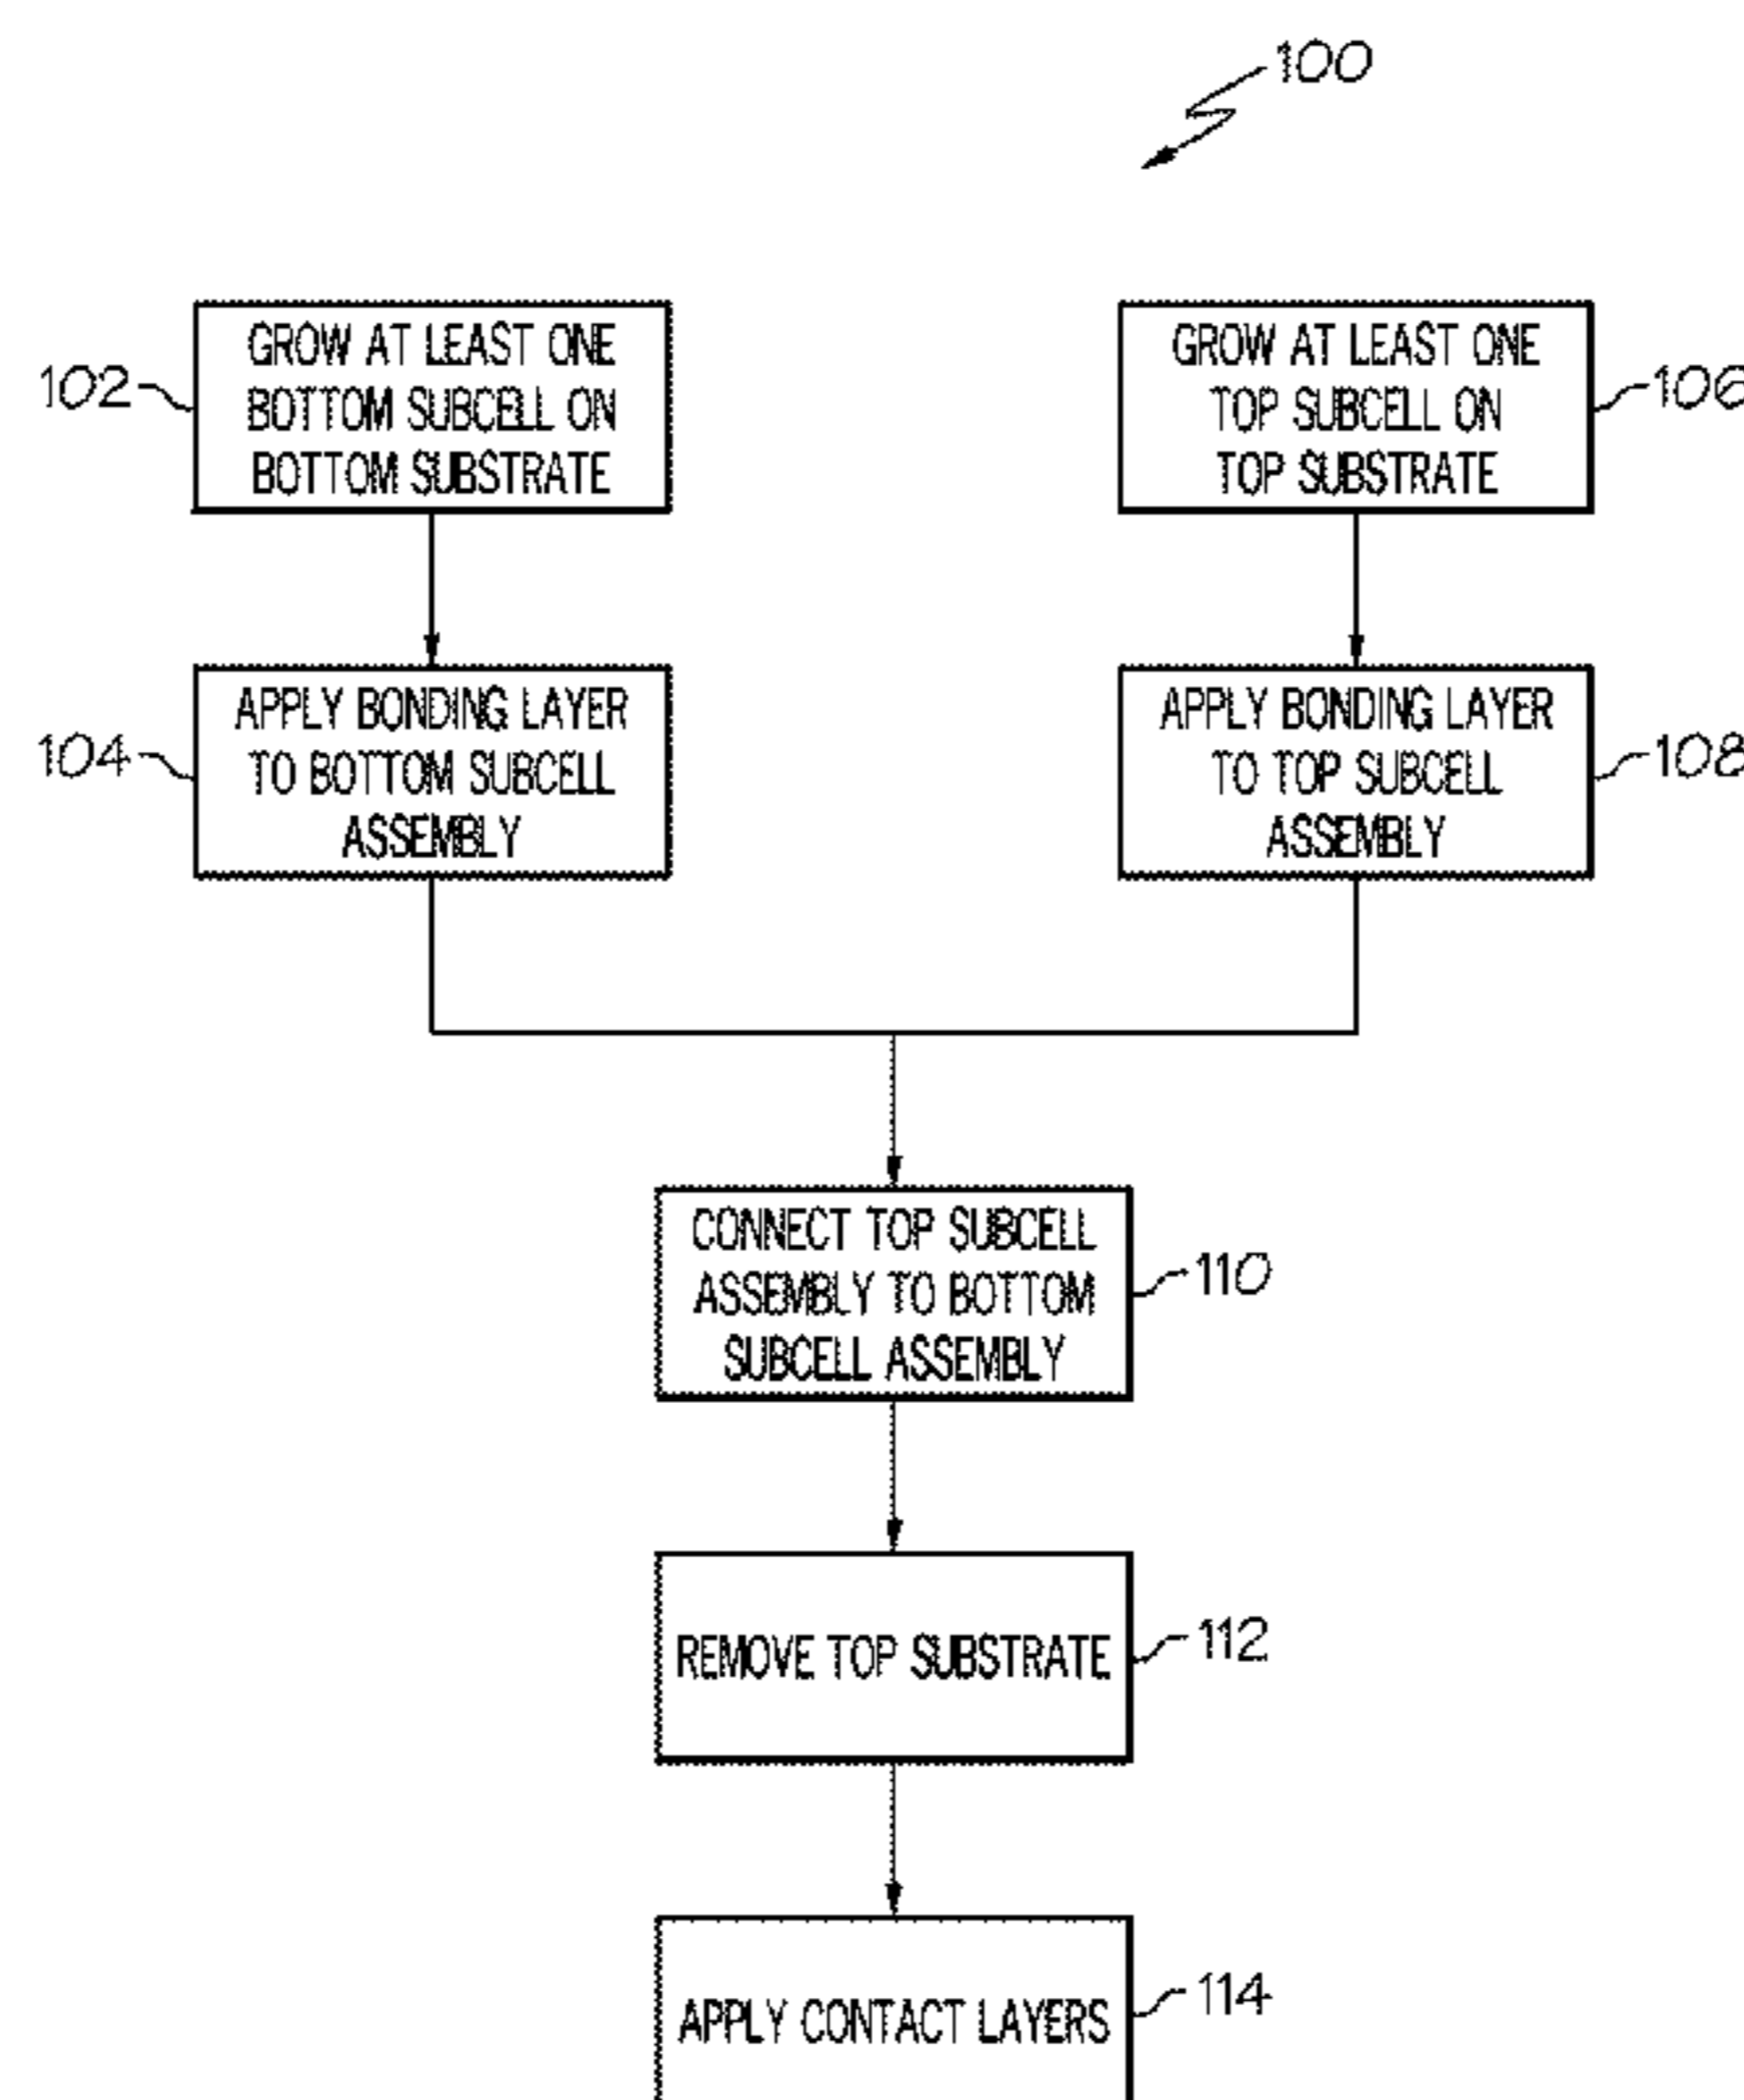 100
GROW AT LEAST ONE
BOTTOM SUBCELL ON
BOTTOM SUBSTRATE
102
GROW AT LEAST ONE
TOP SUBCELL ON
TOP SUBSTRATE
106
APPLY BONDING LAYER
TO BOTTOM SUBCELL
ASSEMBLY
104
APPLY BONDING LAYER
TO TOP SUBCELL
ASSEMBLY
108
CONNECT TOP SUBCELL
ASSEMBLY TO BOTTOM
SUBCELL ASSEMBLY
110
REMOVE TOP SUBSTRATE
112
APPLY CONTACT LAYERS
114